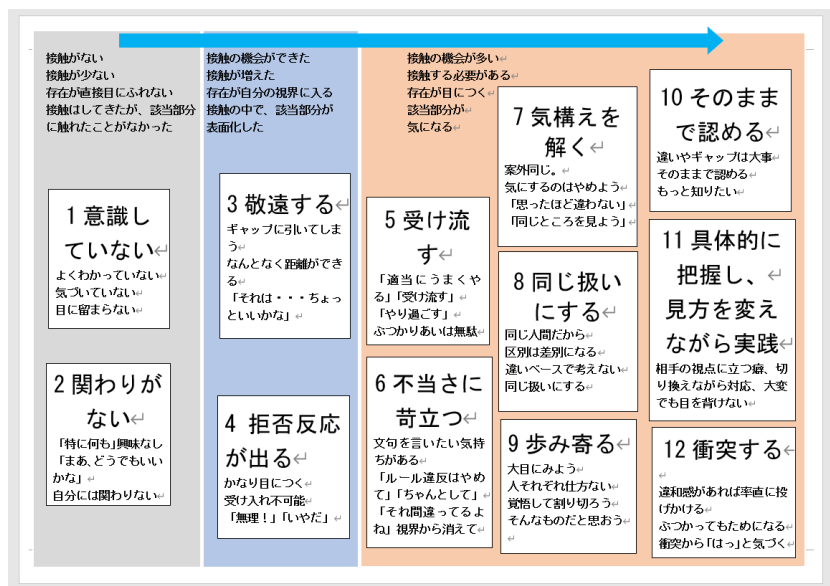 接触がない
接触が少ない
存在が直接目にふれない
接触はしてきたが、該当部分
に触れたことがなかった
1 意識し
ていない↵
よくわかっていない↵
気づいていない↵
目に留まらない↵
2 関わりが
ない↵
「特に何も」興味なし
「まあ、どうでもいい
かな」↵
自分には関わりない↵
接触の機会ができた
接触が増えた
存在が自分の視界に入る
接触の中で、該当部分が
表面化した
3 敬遠する↵
ギャップに引いてしま
う↵
なんとなく距離ができ
る↵
「それは・・・ちょっ
といいかな」↵
4 拒否反応
が出る↵
かなり目につく↵
受け入れ不可能↵
「無理！」「いやだ」↵
接触の機会が多い↵
接触する必要がある↵
存在が目につく↵
該当部分が↵
気になる↵
5 受け流
す↵
「適当にうまくや
る」「受け流す」↵
「やり過ごす」↵
ぶつかりあいは無駄↵
6 不当さに
苛立つ↵
文句を言いたい気持
ちがある↵
「ルール違反はやめ
て」「ちゃんとして」↵
「それ間違ってるよ
ね」視界から消えて↵
7 気構えを
解く↵
案外同じ。↵
気にするのはやめよう↵
「思ったほど違わない」
「同じところを見よう」
8 同じ扱い
にする↵
同じ人間だから↵
区別は差別になる↵
違いベースで考えない↵
同じ扱いにする↵
9 歩み寄る↵
大目にみよう↵
人それぞれ仕方ない↵
覚悟して割り切ろう↵
そんなものだと思おう↵
↵
10 そのまま
で認める↵
違いやギャップは大事↵
そのままで認める↵
もっと知りたい↵
11 具体的に
把握し、↵
見方を変え
ながら実践↵
相手の視点に立つ癖、切
り換えながら対応、大変
でも目を背けない↵
12 衝突する↵
↵
違和感があれば率直に投
げかける↵
ぶつかってもためになる↵
衝突から「はっ」と気づく↵